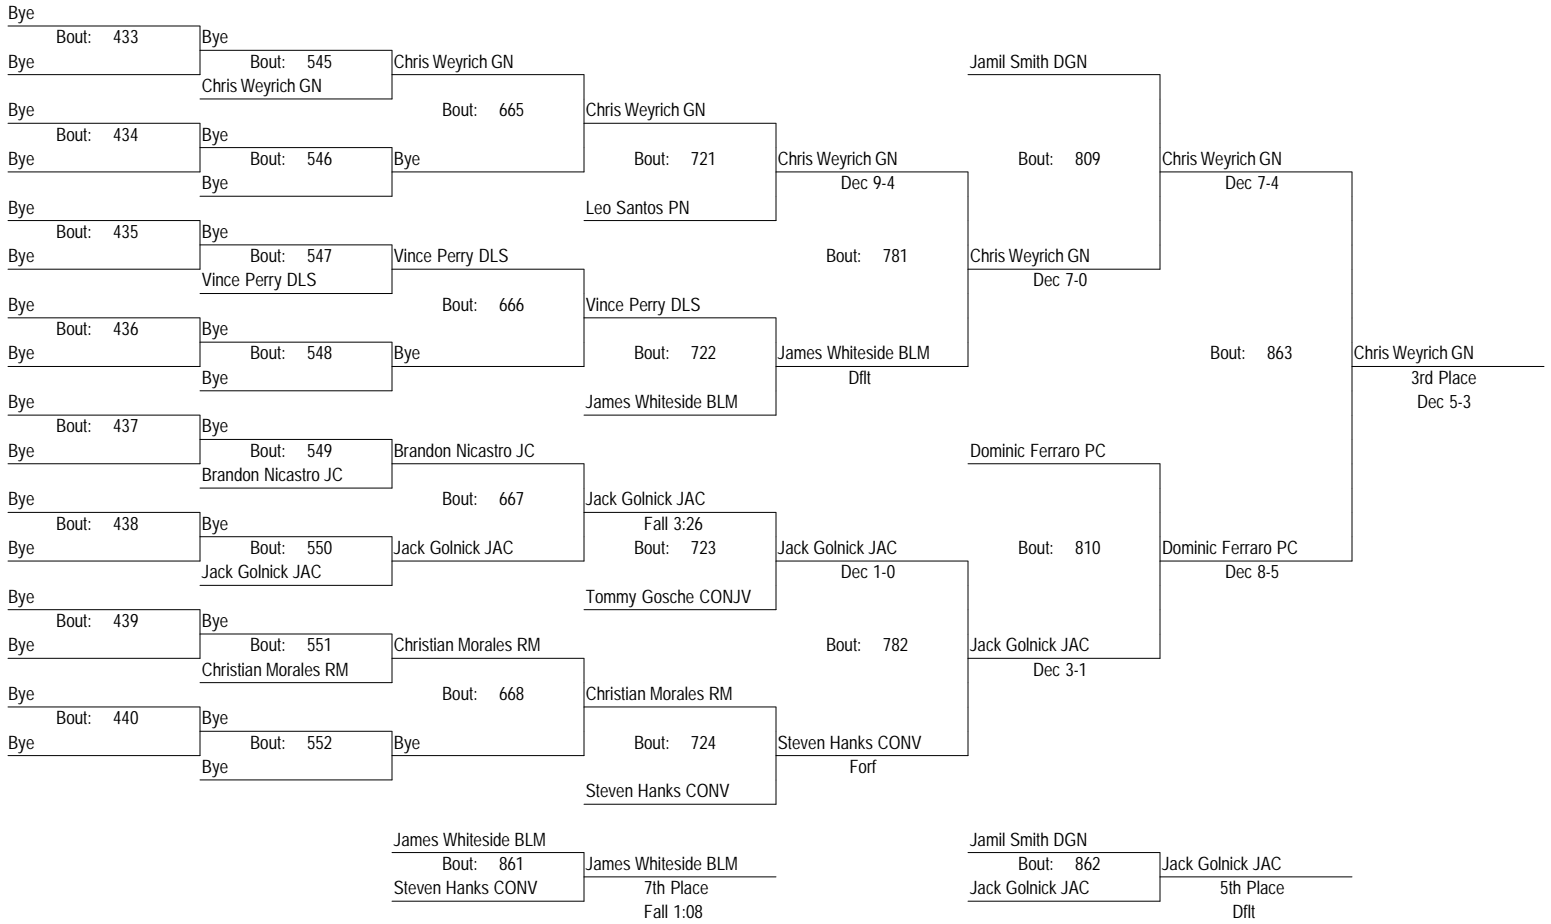 Bye
Bout: 433 Bye
Bye Bout: 545 Chris Weyrich GN Jamil Smith DGN
Chris Weyrich GN
Bye Bout: 665 Chris Weyrich GN
Bout: 434 Bye
Bye Bout: 546 Bye Bout: 721 Chris Weyrich GN Bout: 809 Chris Weyrich GN
Bye Dec 9-4 Dec 7-4
Bye Leo Santos PN
Bout: 435 Bye
Bye Bout: 547 Vince Perry DLS Bout: 781 Chris Weyrich GN
Vince Perry DLS Dec 7-0
Bye Bout: 666 Vince Perry DLS
Bout: 436 Bye
Bye Bout: 548 Bye Bout: 722 James Whiteside BLM Bout: 863 Chris Weyrich GN
Bye Dflt 3rd Place
Bye James Whiteside BLM Dec 5-3
Bout: 437 Bye
Bye Bout: 549 Brandon Nicastro JC Dominic Ferraro PC
Brandon Nicastro JC
Bye Bout: 667 Jack Golnick JAC
Bout: 438 Bye Fall 3:26
Bye Bout: 550 Jack Golnick JAC Bout: 723 Jack Golnick JAC Bout: 810 Dominic Ferraro PC
Jack Golnick JAC Dec 1-0 Dec 8-5
Bye Tommy Gosche CONJV
Bout: 439 Bye
Bye Bout: 551 Christian Morales RM Bout: 782 Jack Golnick JAC
Christian Morales RM Dec 3-1
Bye Bout: 668 Christian Morales RM
Bout: 440 Bye
Bye Bout: 552 Bye Bout: 724 Steven Hanks CONV
Bye Forf
Steven Hanks CONV
James Whiteside BLM Jamil Smith DGN
Bout: 861 James Whiteside BLM Bout: 862 Jack Golnick JAC
Steven Hanks CONV 7th Place Jack Golnick JAC 5th Place
Fall 1:08 Dflt